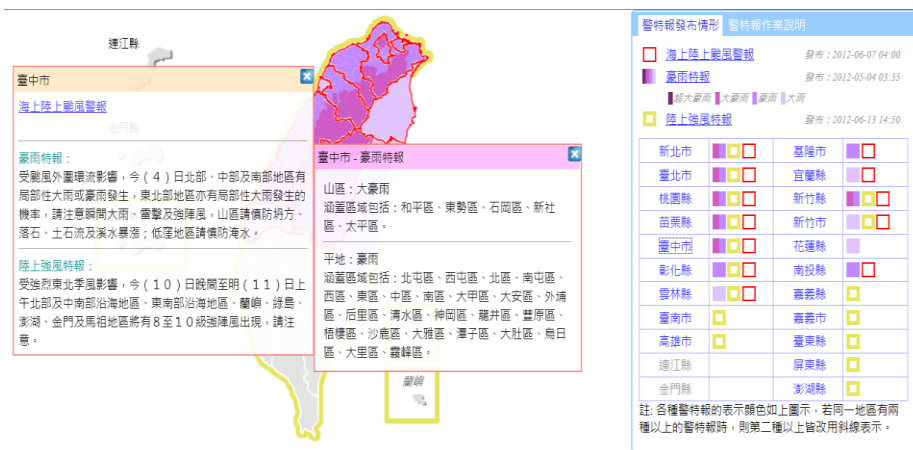 連江縣
臺中市
海上陸上颱風警報
金門縣
豪雨特報：
受颱風外圍環流影響，今(４)日北部、中部及南部地區有
局部性大雨或豪雨發生，東北部地區亦有局部性大雨發生的
機率，請注意瞬間大雨、雷擊及強陣風，山區請慎防坍方、
落石、土石流及溪水暴漲；低窪地區請慎防淹水。
陸上強風特報：
受強烈東北季風影響，今(１０)日晚間至明(１１)日上
午北部及中南部沿海地區、東南部沿海地區、蘭嶼、綠島、
澎湖、金門及馬祖地區將有８至１０級強陣風出現，請注
意。
臺中市 - 豪雨特報
山區：大豪雨
涵蓋區域包括：和平區、東勢區、石岡區、新社
區、太平區。
平地：豪雨
涵蓋區域包括：北屯區、西屯區、北區、南屯區、
西區、東區、中區、南區、大甲區、大安區、外埔
區、后里區、清水區、神岡區、龍井區、豐原區、
梧棲區、沙鹿區、大雅區、潭子區、大肚區、烏日
區、大里區、霧峰區。
蘭嶼
警特報發布情形 警特報作業說明
海上陸上颱風警報 發布：2012-06-07 04:00
豪雨特報 發布：2012-05-04 03:35
超大豪雨 大豪雨 豪雨 大雨
陸上強風特報 發布：2012-06-13 14:50
新北市 基隆市
臺北市 宜蘭縣
桃園縣 新竹縣
苗栗縣 新竹市
臺中市 花蓮縣
彰化縣 南投縣
雲林縣 嘉義縣
臺南市 嘉義市
高雄市 臺東縣
連江縣 屏東縣
金門縣 澎湖縣
註: 各種警特報的表示顏色如上圖示，若同一地區有兩
種以上的警特報時，則第二種以上皆改用斜線表示。